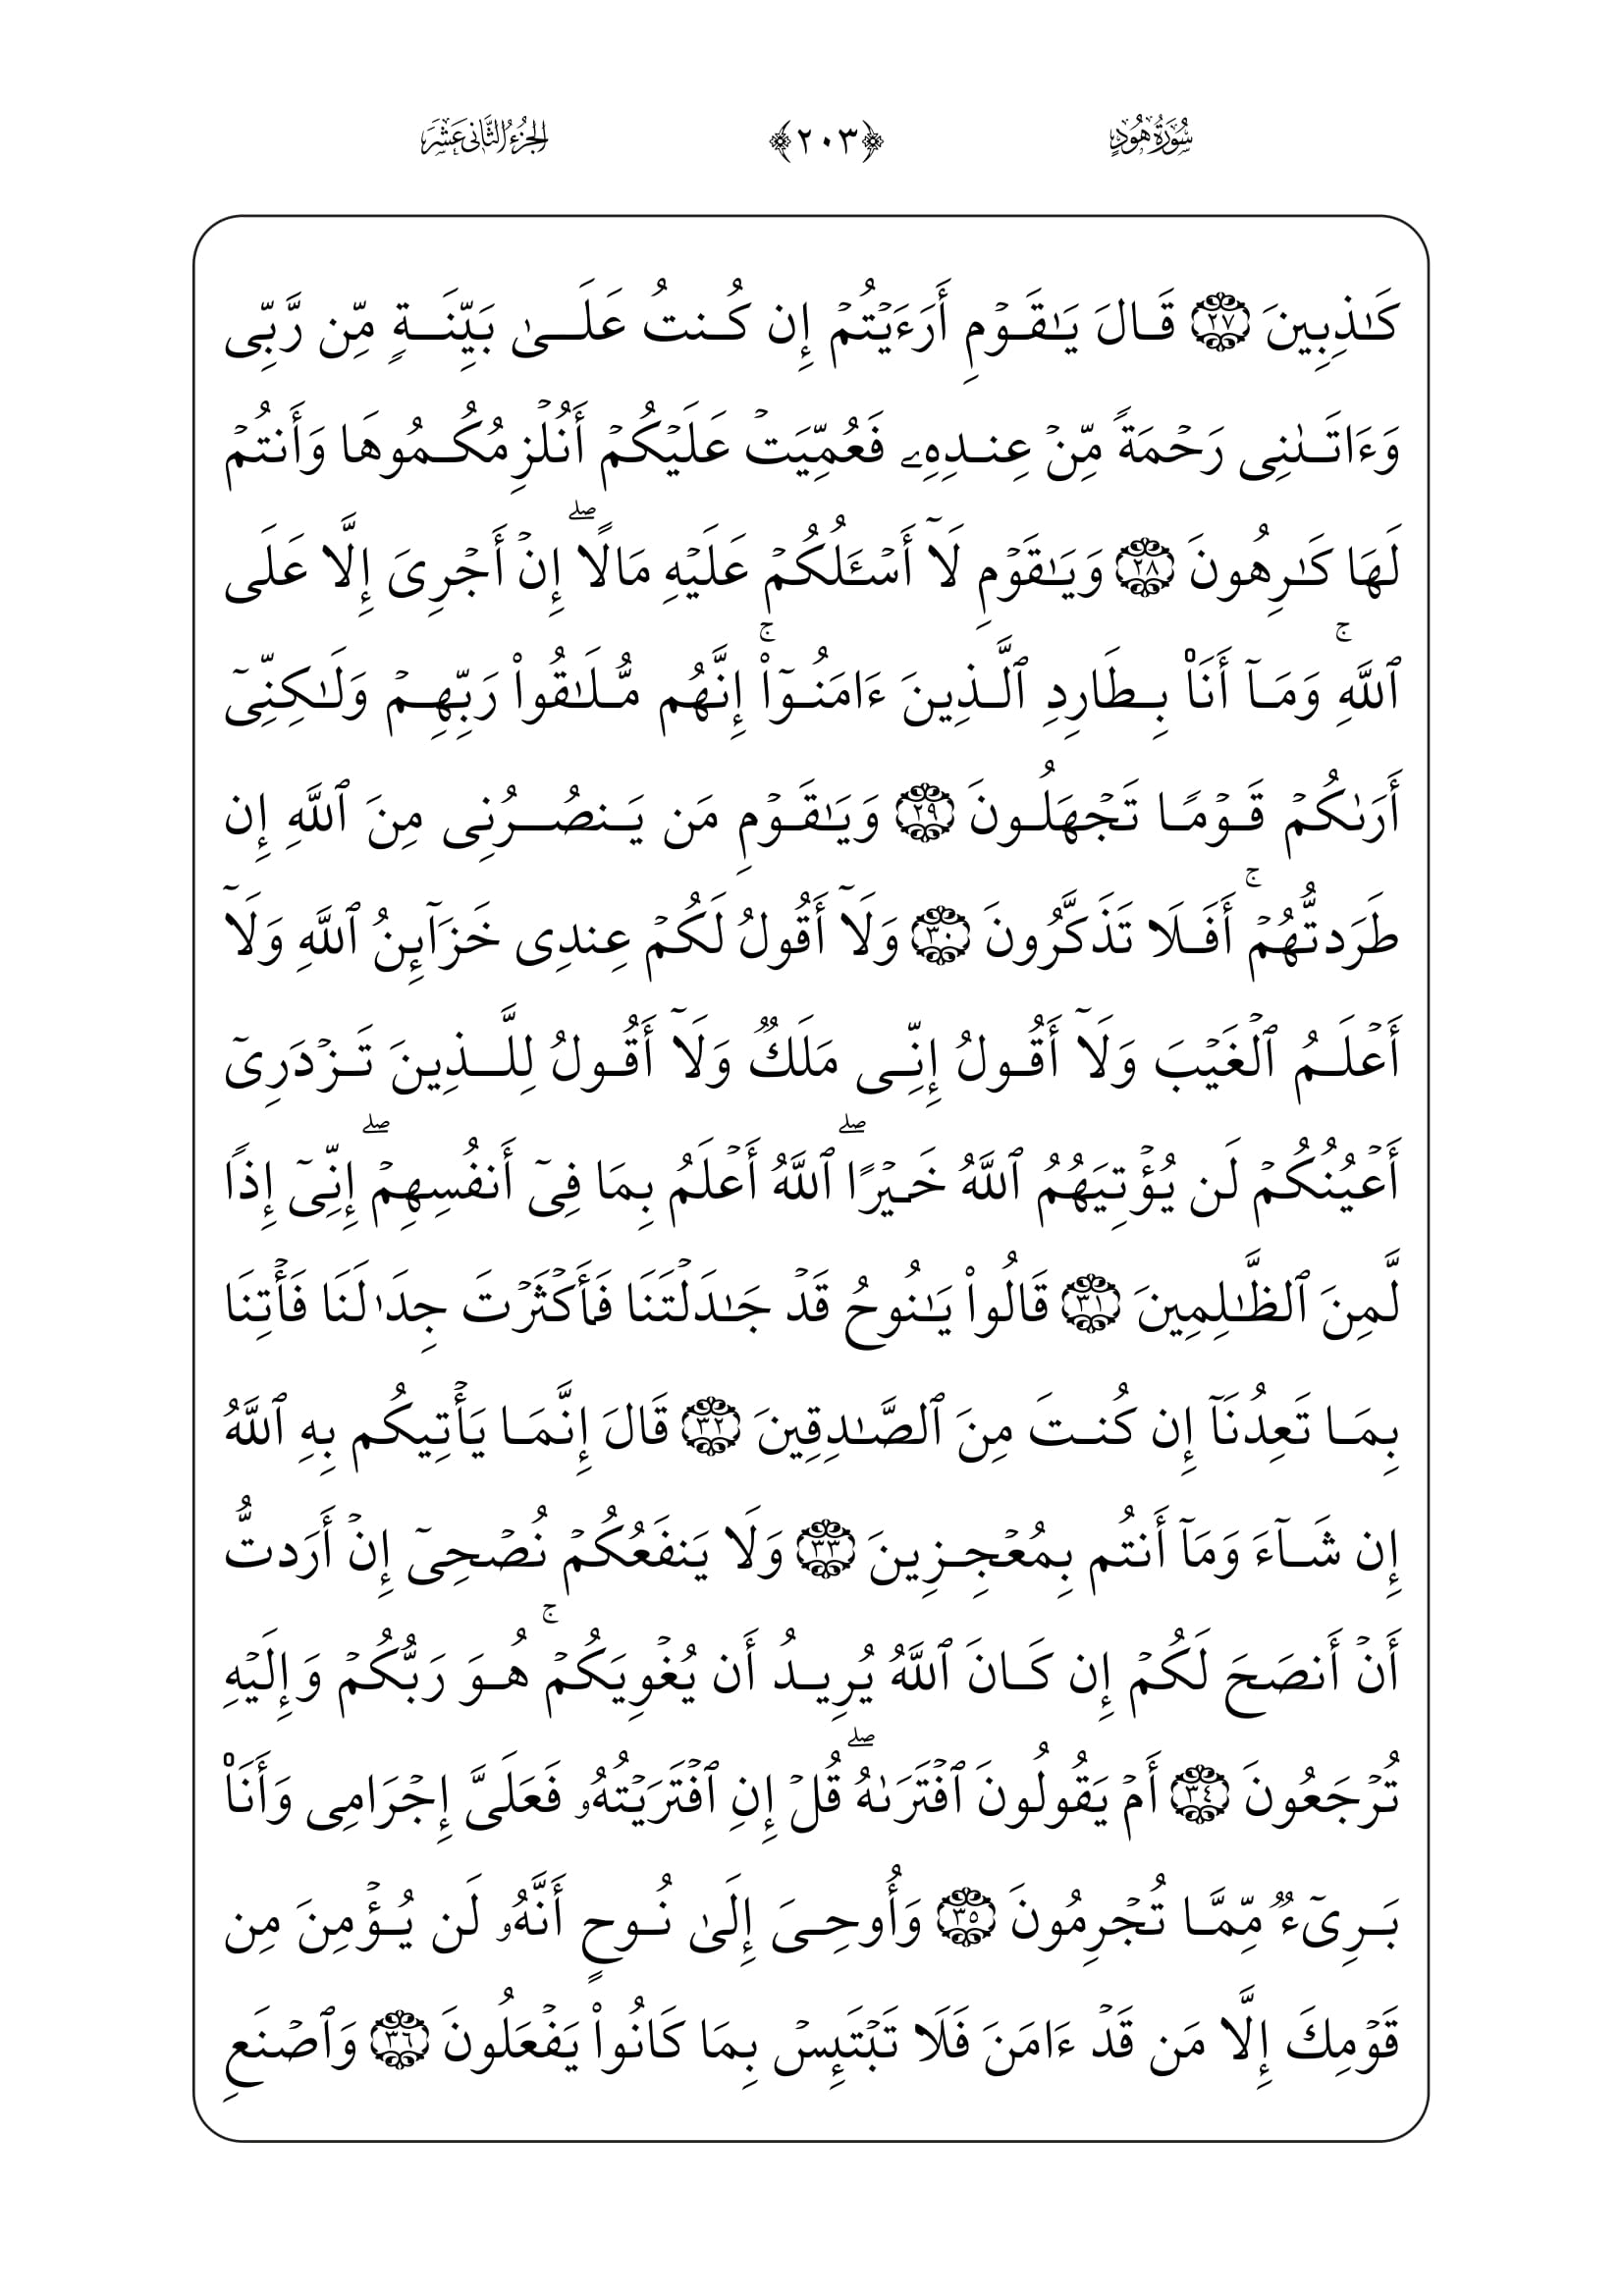 سُورَةُ هُودٍ ﴿٢٠٣﴾ الجُزْءُ الثَّانِى عَشَرَ
كَـٰذِبِينَ ٢٧ قَالَ يَـٰقَوۡمِ أَرَءَيۡتُمۡ إِن كُنتُ عَلَىٰ بَيِّنَةٍ مِّن رَّبِّى
وَءَاتَىٰنِى رَحۡمَةً مِّنۡ عِندِهِۦ فَعُمِّيَتۡ عَلَيۡكُمۡ أَنُلۡزِمُكُمُوهَا وَأَنتُمۡ
لَهَا كَـٰرِهُونَ ٢٨ وَيَـٰقَوۡمِ لَآ أَسۡـَٔلُكُمۡ عَلَيۡهِ مَالًاۖ إِنۡ أَجۡرِىَ إِلَّا عَلَى
ٱللَّهِۚ وَمَآ أَنَا۠ بِطَارِدِ ٱلَّذِينَ ءَامَنُوٓاْۚ إِنَّهُم مُّلَـٰقُواْ رَبِّهِمۡ وَلَـٰكِنِّىٓ
أَرَىٰكُمۡ قَوۡمًا تَجۡهَلُونَ ٢٩ وَيَـٰقَوۡمِ مَن يَنصُرُنِى مِنَ ٱللَّهِ إِن
طَرَدتُّهُمۡۚ أَفَلَا تَذَكَّرُونَ ٣٠ وَلَآ أَقُولُ لَكُمۡ عِندِى خَزَآئِنُ ٱللَّهِ وَلَآ
أَعۡلَمُ ٱلۡغَيۡبَ وَلَآ أَقُولُ إِنِّى مَلَكٌ وَلَآ أَقُولُ لِلَّذِينَ تَزۡدَرِىٓ
أَعۡيُنُكُمۡ لَن يُؤۡتِيَهُمُ ٱللَّهُ خَيۡرًاۖ ٱللَّهُ أَعۡلَمُ بِمَا فِىٓ أَنفُسِهِمۡۖ إِنِّىٓ إِذًا
لَّمِنَ ٱلظَّـٰلِمِينَ ٣١ قَالُواْ يَـٰنُوحُ قَدۡ جَـٰدَلۡتَنَا فَأَكۡثَرۡتَ جِدَٰلَنَا فَأۡتِنَا
بِمَا تَعِدُنَآ إِن كُنتَ مِنَ ٱلصَّـٰدِقِينَ ٣٢ قَالَ إِنَّمَا يَأۡتِيكُم بِهِ ٱللَّهُ
إِن شَآءَ وَمَآ أَنتُم بِمُعۡجِزِينَ ٣٣ وَلَا يَنفَعُكُمۡ نُصۡحِىٓ إِنۡ أَرَدتُّ
أَنۡ أَنصَحَ لَكُمۡ إِن كَانَ ٱللَّهُ يُرِيدُ أَن يُغۡوِيَكُمۡۚ هُوَ رَبُّكُمۡ وَإِلَيۡهِ
تُرۡجَعُونَ ٣٤ أَمۡ يَقُولُونَ ٱفۡتَرَىٰهُۖ قُلۡ إِنِ ٱفۡتَرَيۡتُهُۥ فَعَلَىَّ إِجۡرَامِى وَأَنَا۠
بَرِىٓءٌ مِّمَّا تُجۡرِمُونَ ٣٥ وَأُوحِىَ إِلَىٰ نُوحٍ أَنَّهُۥ لَن يُؤۡمِنَ مِن
قَوۡمِكَ إِلَّا مَن قَدۡ ءَامَنَ فَلَا تَبۡتَئِسۡ بِمَا كَانُواْ يَفۡعَلُونَ ٣٦ وَٱصۡنَعِ